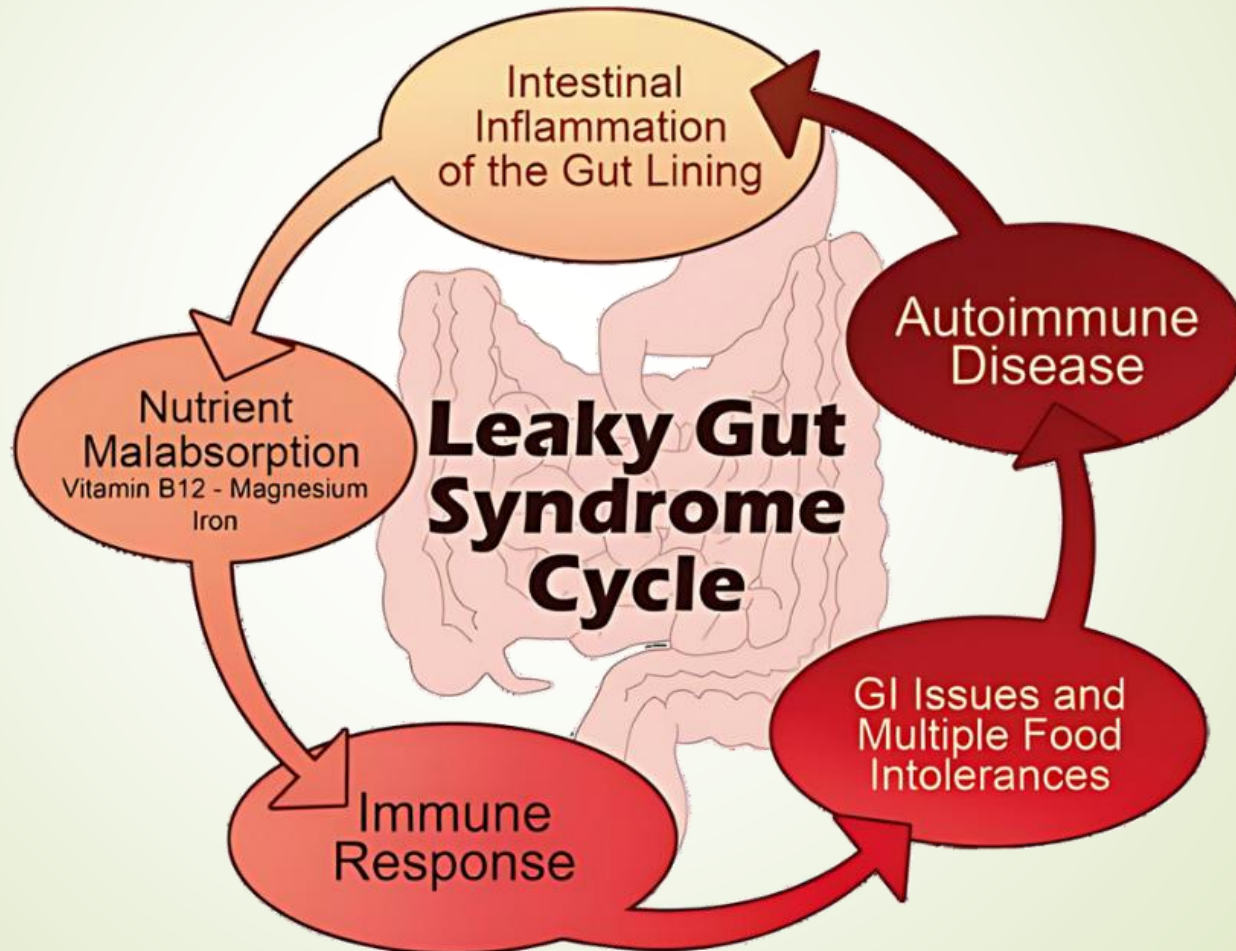 Intestinal
Inflammation
of the Gut Lining
Autoimmune
Disease
Nutrient
Malabsorption
Vitamin B12 - Magnesium
Iron
Leaky Gut
Syndrome
Cycle
GI Issues and
Multiple Food
Intolerances
Immune
Response